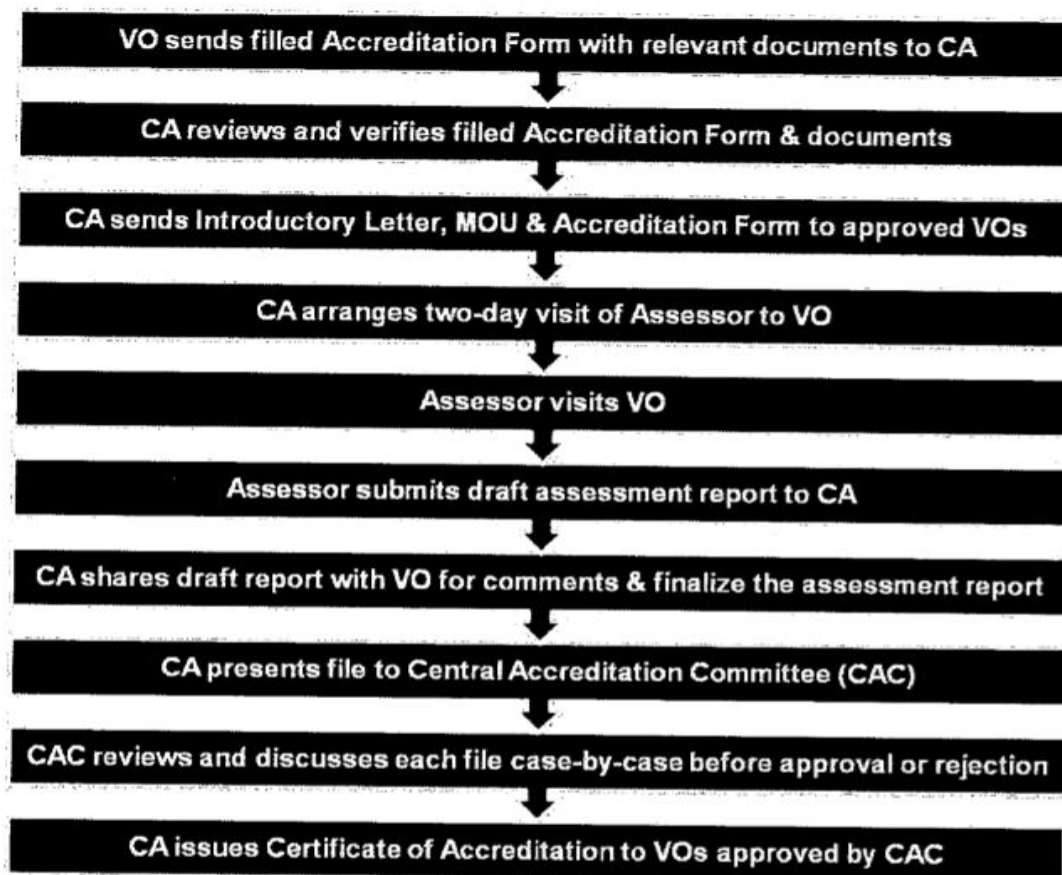 VO sends filled Accreditation Form with relevant documents to CA
CA reviews and verifies filled Accreditation Form & documents
CA sends Introductory Letter, MOU & Accreditation Form to approved VOs
CA arranges two-day visit of Assessor to VO
Assessor visits VO
Assessor submits draft assessment report to CA
CA shares draft report with VO for comments & finalize the assessment report
CA presents file to Central Accreditation Committee (CAC)
CAC reviews and discusses each file case-by-case before approval or rejection
CA issues Certificate of Accreditation to VOs approved by CAC